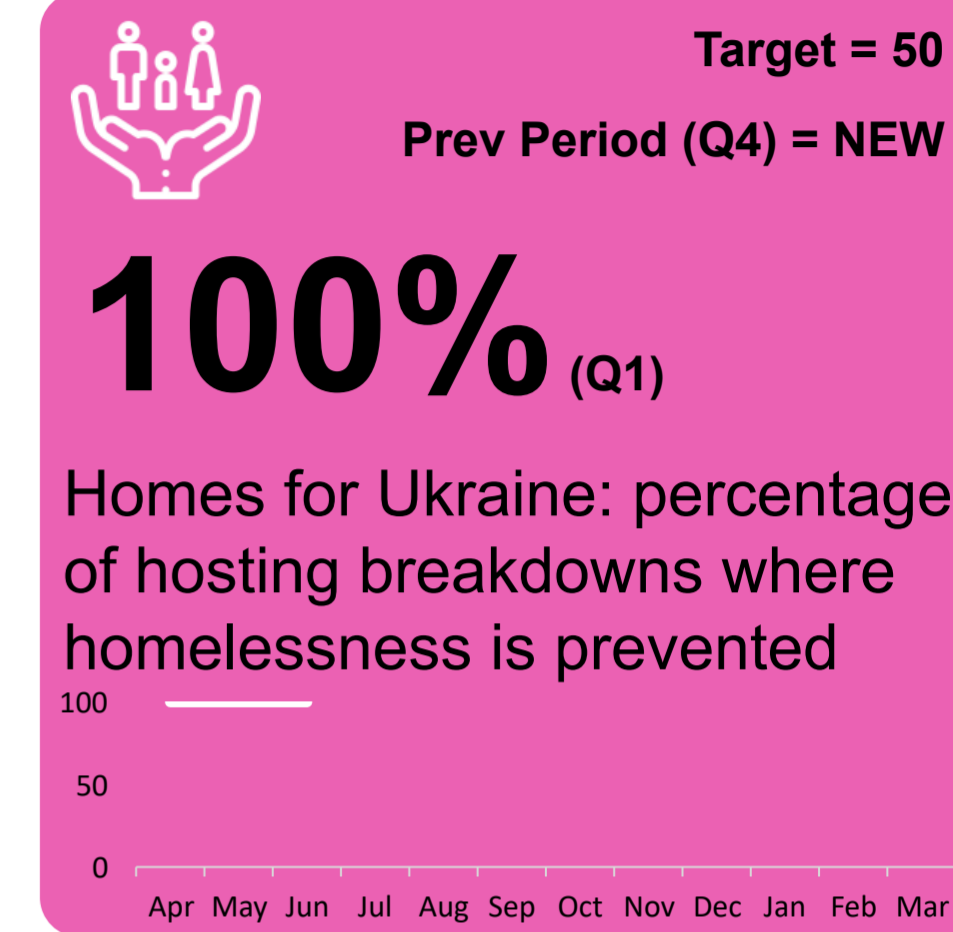 Target = 50
Prev Period (Q4) = NEW
100% (Q1)
Homes for Ukraine: percentage
of hosting breakdowns where
homelessness is prevented
100
50
0
Apr May Jun Jul Aug Sep Oct Nov Dec Jan Feb Mar